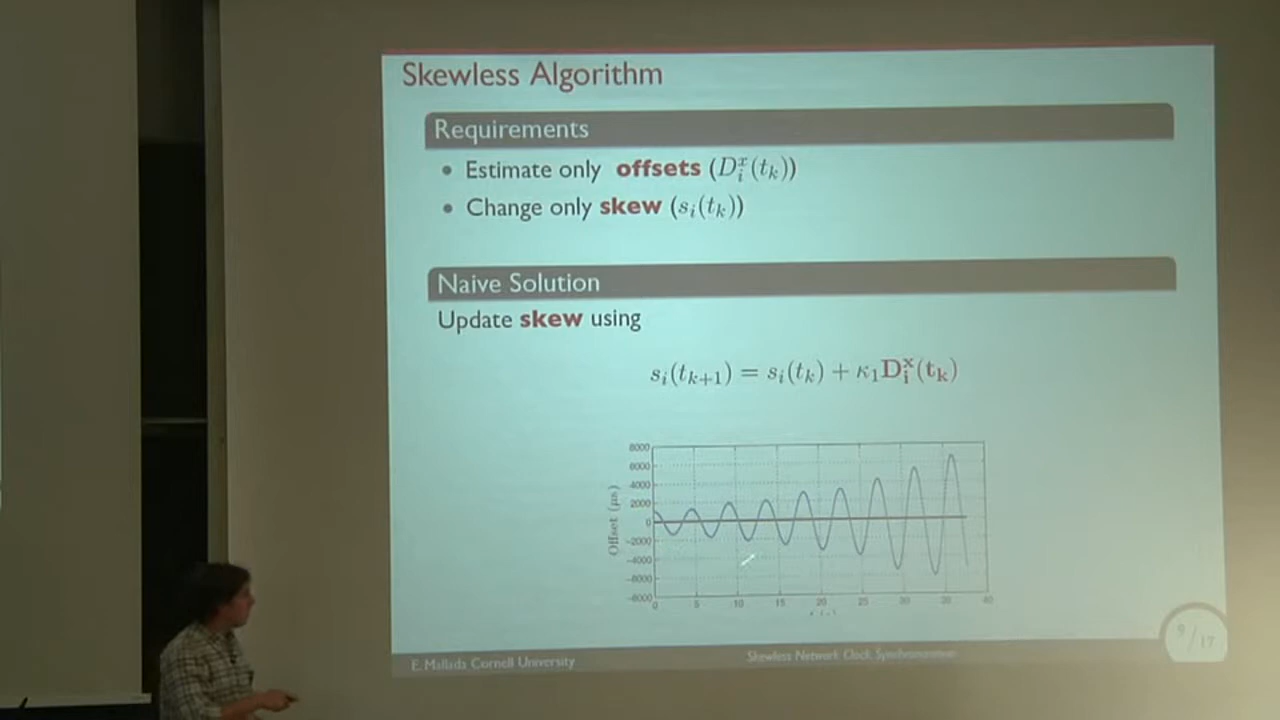 Skewless Algorithm
Requirements
• Estimate only offsets (D_i^x(t_k))
• Change only skew (s_i(t_k))
Naive Solution
Update skew using
s_i(t_{k+1}) = s_i(t_k) + κ_1 D_i^x(t_k)
8000
6000
4000
2000
0
-2000
-4000
-6000
-8000
Offset (μs)
0 5 10 15 20 25 30 35 40
9/17
E. Mallada Cornell University
Skewless Network Clock Synchronization